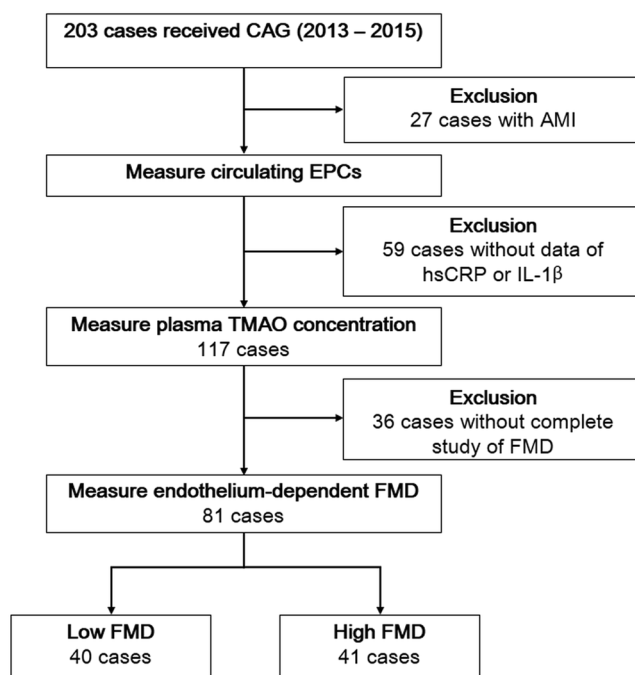 203 cases received CAG (2013 – 2015)
Exclusion
27 cases with AMI
Measure circulating EPCs
Exclusion
59 cases without data of
hsCRP or IL-1β
Measure plasma TMAO concentration
117 cases
Exclusion
36 cases without complete
study of FMD
Measure endothelium-dependent FMD
81 cases
Low FMD
40 cases
High FMD
41 cases